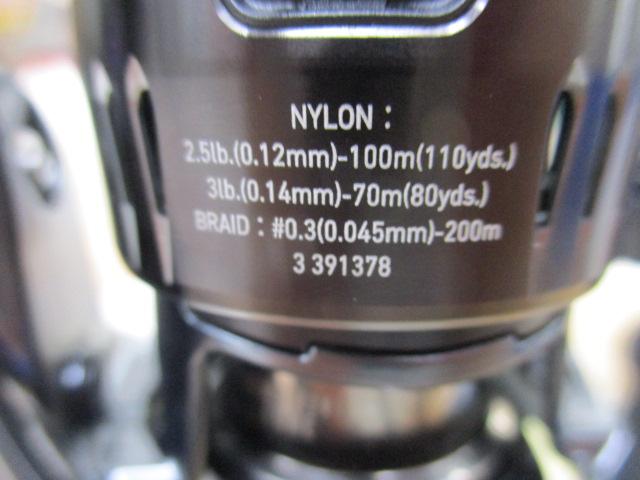 NYLON :
2.5lb.(0.12mm)-100m(110yds.)
3lb.(0.14mm)-70m(80yds.)
BRAID : #0.3(0.045mm)-200m
3 391378